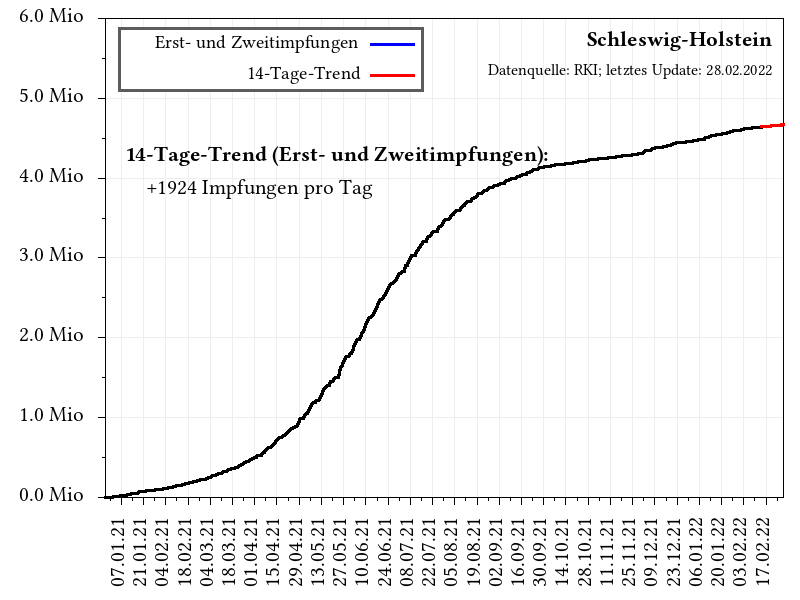 6.0 Mio
5.0 Mio
4.0 Mio
3.0 Mio
2.0 Mio
1.0 Mio
0.0 Mio
Erst- und Zweitimpfungen
14-Tage-Trend
Schleswig-Holstein
Datenquelle: RKI; letztes Update: 28.02.2022
14-Tage-Trend (Erst- und Zweitimpfungen):
+1924 Impfungen pro Tag
07.01.21
21.01.21
04.02.21
18.02.21
04.03.21
18.03.21
01.04.21
15.04.21
29.04.21
13.05.21
27.05.21
10.06.21
24.06.21
08.07.21
22.07.21
05.08.21
19.08.21
02.09.21
16.09.21
30.09.21
14.10.21
28.10.21
11.11.21
25.11.21
09.12.21
23.12.21
06.01.22
20.01.22
03.02.22
17.02.22